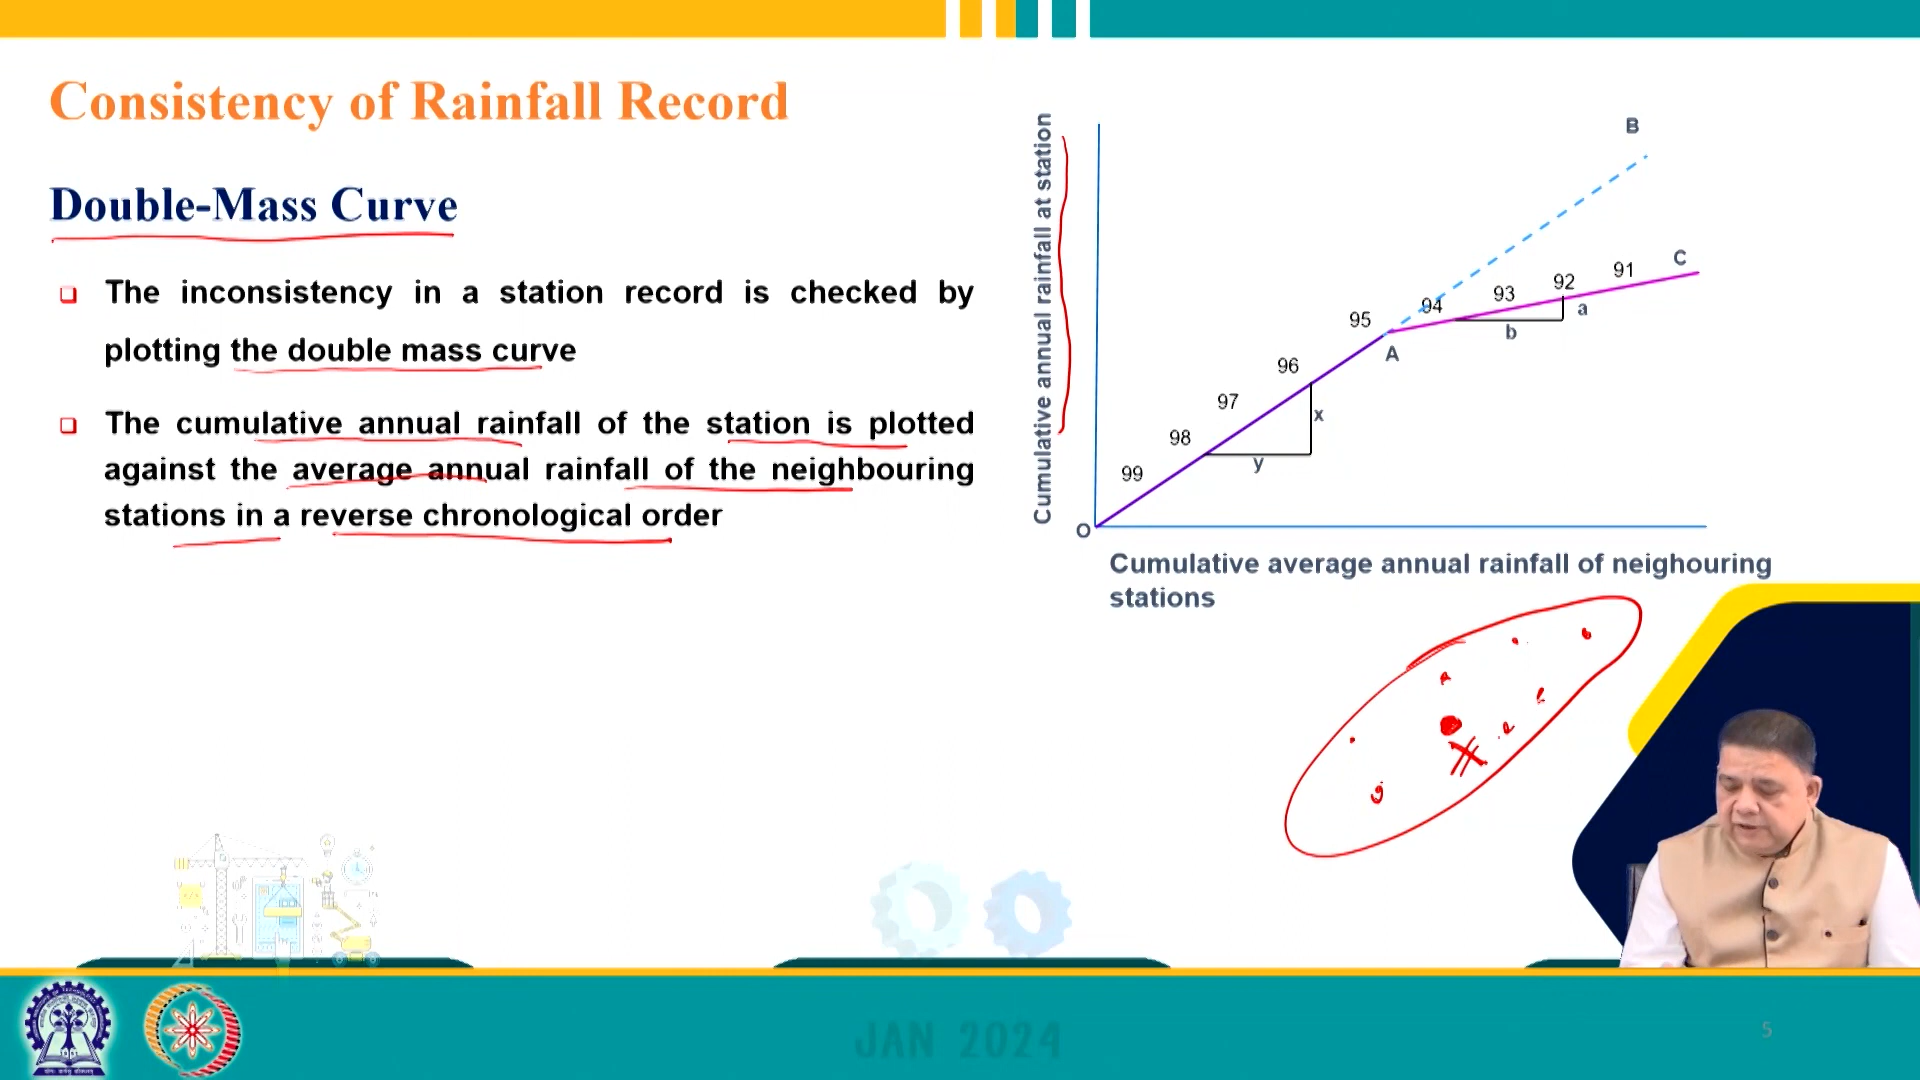 Consistency of Rainfall Record
Double-Mass Curve
The inconsistency in a station record is checked by
plotting the double mass curve
The cumulative annual rainfall of the station is plotted
against the average annual rainfall of the neighbouring
stations in a reverse chronological order
Cumulative annual rainfall at station
B
C
91
92
a
93
94
b
95
A
96
x
97
98
y
99
O
Cumulative average annual rainfall of neighouring
stations
JAN 2024
5